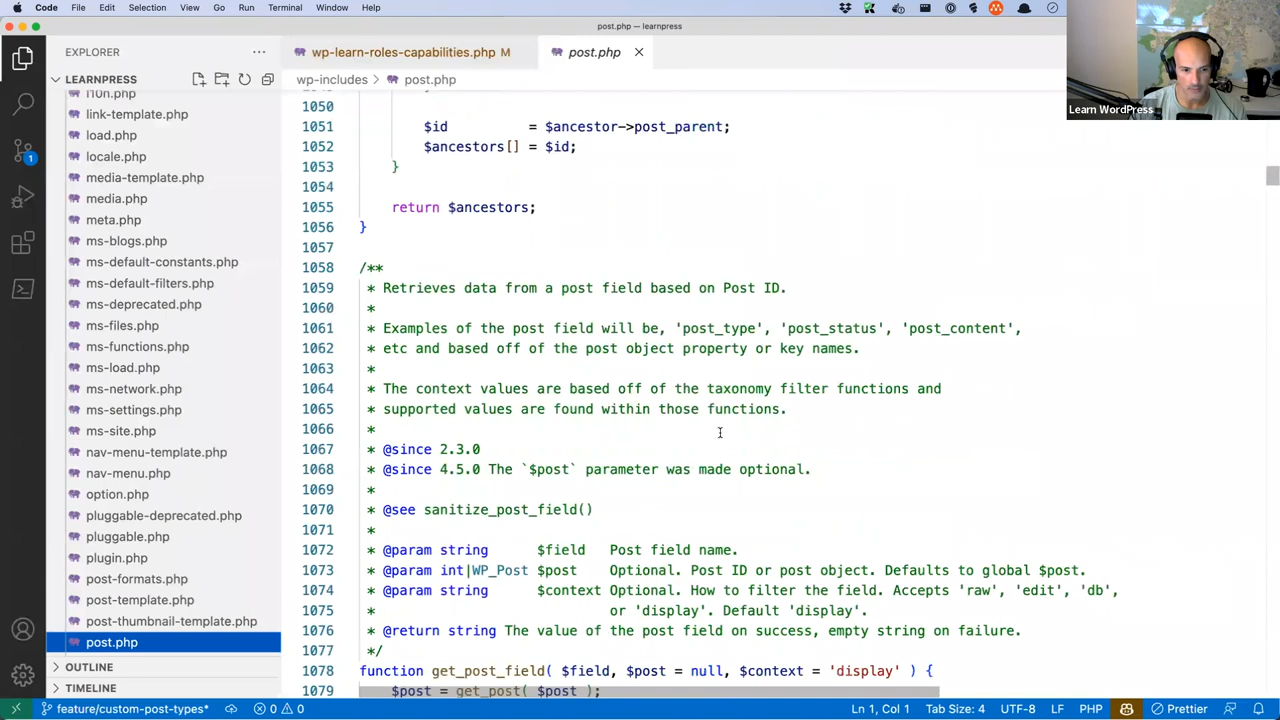 Code File Edit Selection View Go Run Terminal Window Help
post.php — learnpress
EXPLORER
wp-learn-roles-capabilities.php M
post.php
wp-includes > post.php
LEARNPRESS
l10n.php
link-template.php
load.php
locale.php
media-template.php
media.php
meta.php
ms-blogs.php
ms-default-constants.php
ms-default-filters.php
ms-deprecated.php
ms-files.php
ms-functions.php
ms-load.php
ms-network.php
ms-settings.php
ms-site.php
nav-menu-template.php
nav-menu.php
option.php
pluggable-deprecated.php
pluggable.php
plugin.php
post-formats.php
post-template.php
post-thumbnail-template.php
post.php
OUTLINE
TIMELINE
1
1050
1051 $id = $ancestor->post_parent;
1052 $ancestors[] = $id;
1053 }
1054
1055 return $ancestors;
1056 }
1057
1058 /**
1059 * Retrieves data from a post field based on Post ID.
1060 *
1061 * Examples of the post field will be, 'post_type', 'post_status', 'post_content',
1062 * etc and based off of the post object property or key names.
1063 *
1064 * The context values are based off of the taxonomy filter functions and
1065 * supported values are found within those functions.
1066 *
1067 * @since 2.3.0
1068 * @since 4.5.0 The `$post` parameter was made optional.
1069 *
1070 * @see sanitize_post_field()
1071 *
1072 * @param string $field Post field name.
1073 * @param int|WP_Post $post Optional. Post ID or post object. Defaults to global $post.
1074 * @param string $context Optional. How to filter the field. Accepts 'raw', 'edit', 'db',
1075 * or 'display'. Default 'display'.
1076 * @return string The value of the post field on success, empty string on failure.
1077 */
1078 function get_post_field( $field, $post = null, $context = 'display' ) {
1079 $post = get_post( $post );
Learn WordPress
feature/custom-post-types* 0 0 Ln 1, Col 1 Tab Size: 4 UTF-8 LF PHP Prettier